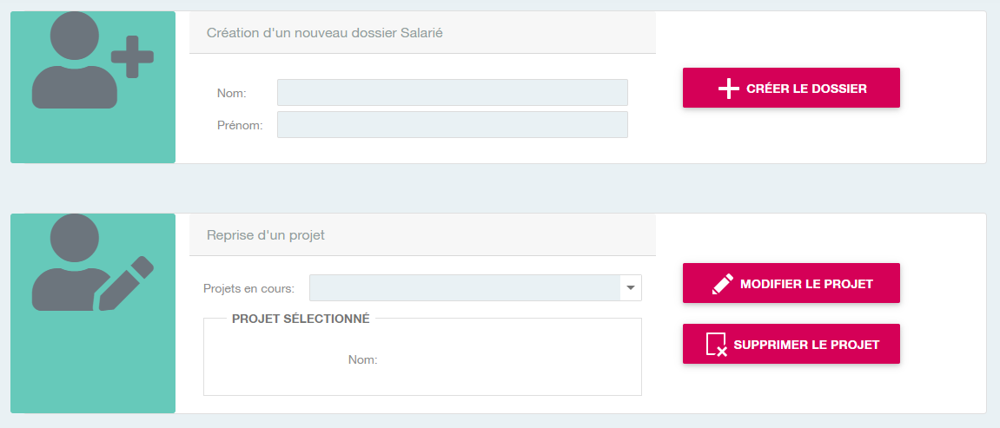 Création d'un nouveau dossier Salarié
Nom:
CRÉER LE DOSSIER
Prénom:
Reprise d'un projet
Projets en cours:
MODIFIER LE PROJET
PROJET SÉLECTIONNÉ
SUPPRIMER LE PROJET
Nom: